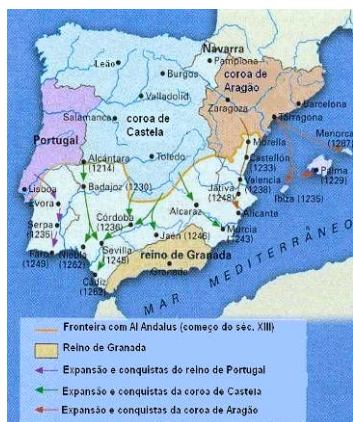 Navarra
Pamplona
Leão
Burgos
coroa de
Aragão
Valladolid
Zaragoza
Barcelona
Salamanca
coroa de
Castela
Tarragona
Menorca
(1287)
Portugal
Morella
Alcántara
(1214)
Toledo
Castellón
(1233)
Palma
(1229)
Lisboa
Badajoz (1230)
Valencia
(1238)
Évora
Alcaraz
Játiva
(1248)
Ibiza (1235)
Serpa
(1235)
Córdoba
(1236)
Alicante
Jaén (1246)
Murcia
(1243)
Faro
(1249)
Niebla
(1262)
Sevilla
(1248)
reino de Granada
Granada
Cádiz
(1262)
MAR MEDITERRÂNEO
Fronteira com Al Andalus (começo do séc. XIII)
Reino de Granada
Expansão e conquistas do reino de Portugal
Expansão e conquistas da coroa de Castela
Expansão e conquistas da coroa de Aragão